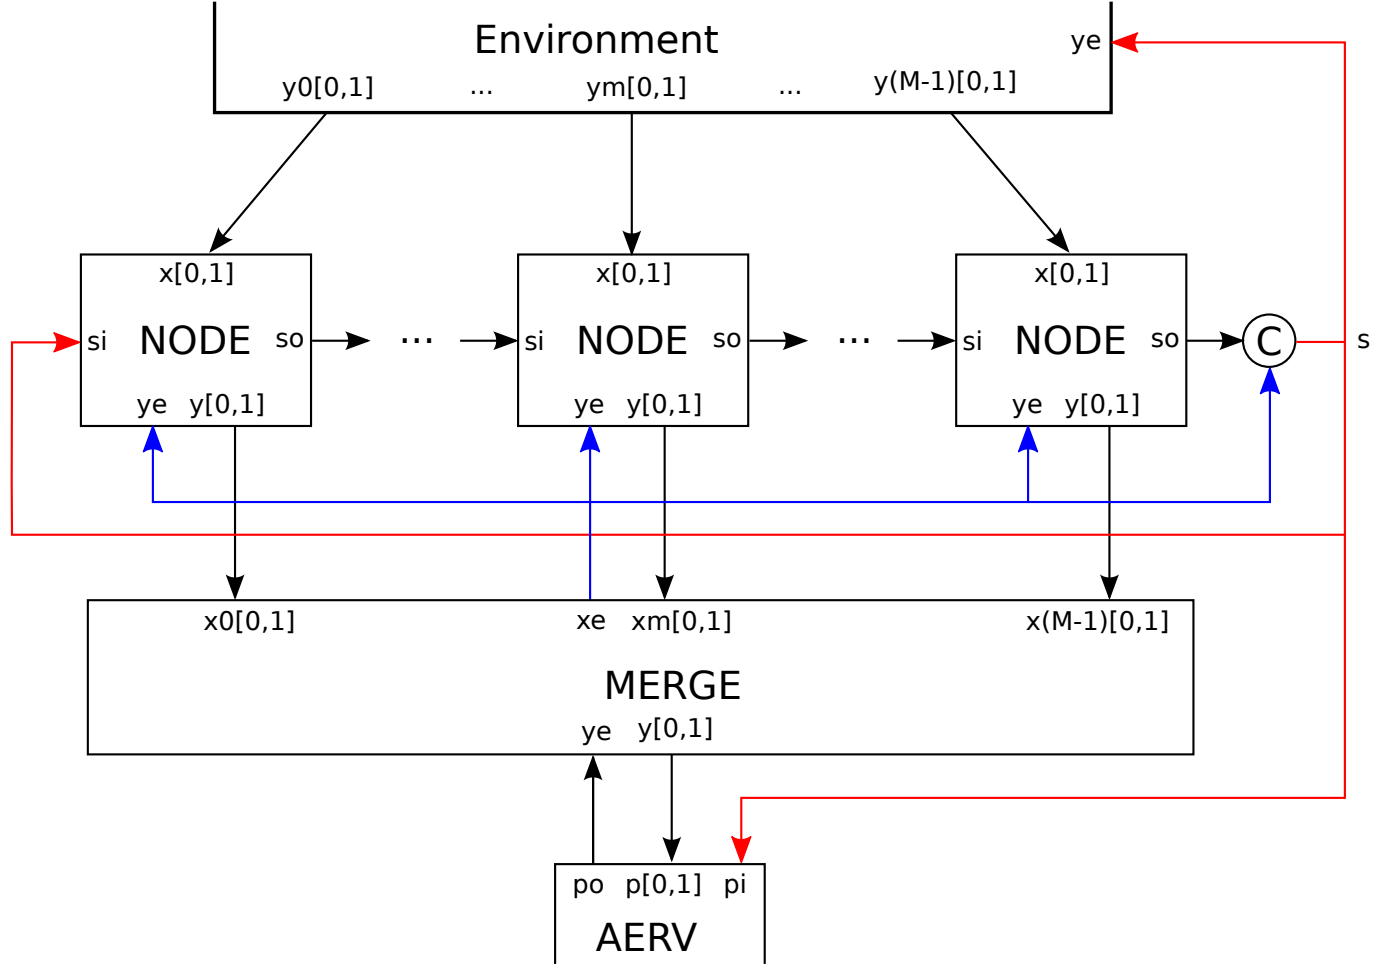 Environment
ye
y0[0,1] ... ym[0,1] ... y(M-1)[0,1]
x[0,1] x[0,1] x[0,1]
si NODE so ... si NODE so ... si NODE so C s
ye y[0,1] ye y[0,1] ye y[0,1]
x0[0,1] xe xm[0,1] x(M-1)[0,1]
MERGE
ye y[0,1]
po p[0,1] pi
AERV